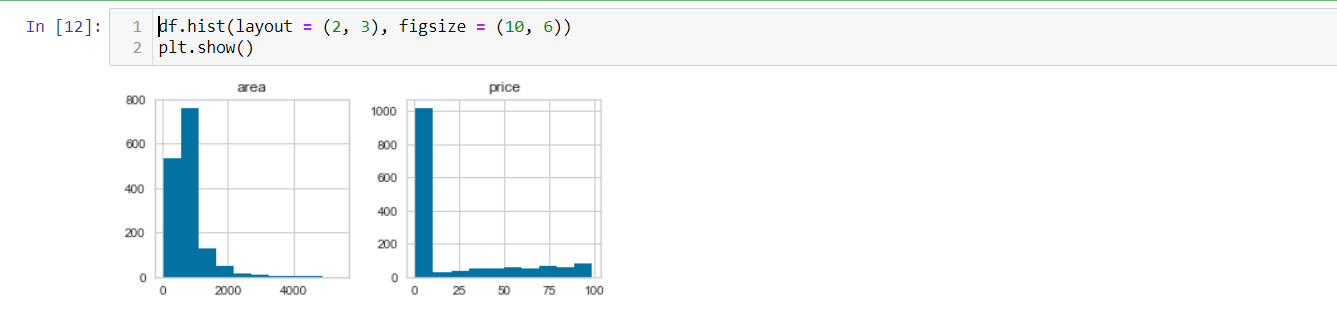 In [12]:
1 df.hist(layout = (2, 3), figsize = (10, 6))
2 plt.show()
area
800
600
400
200
0
0 2000 4000
price
1000
800
600
400
200
0
0 25 50 75 100